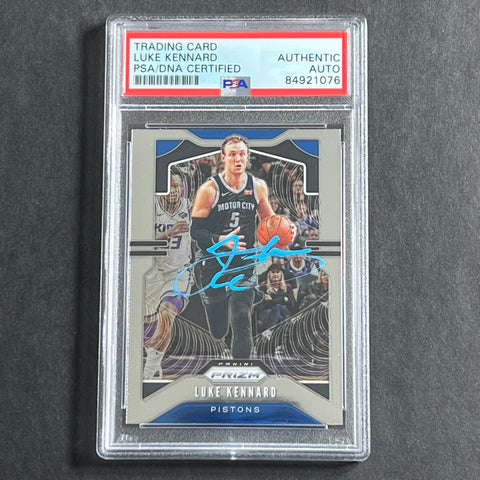 TRADING CARD
LUKE KENNARD
PSA/DNA CERTIFIED
AUTHENTIC
AUTO
84921076
PSA
MOTOR CITY
5
3
PANINI
PRIZM
LUKE KENNARD
PISTONS